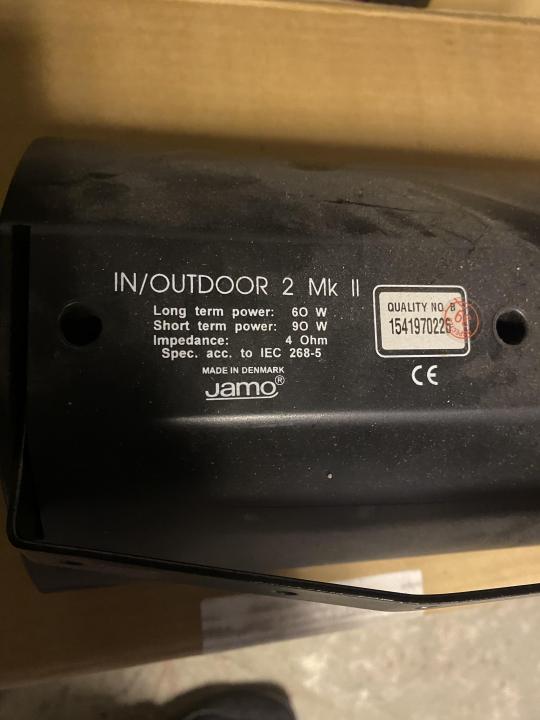 IN/OUTDOOR 2 Mk II
Long term power: 60 W
Short term power: 90 W
Impedance: 4 Ohm
Spec. acc. to IEC 268-5
MADE IN DENMARK
Jamo®
QUALITY NO. B
1541970226
CE